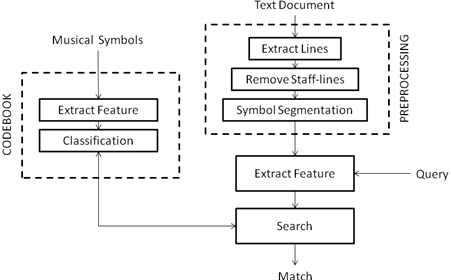 Text Document
Musical Symbols
Extract Lines
Remove Staff-lines
Symbol Segmentation
PREPROCESSING
CODEBOOK
Extract Feature
Classification
Extract Feature
Query
Search
Match